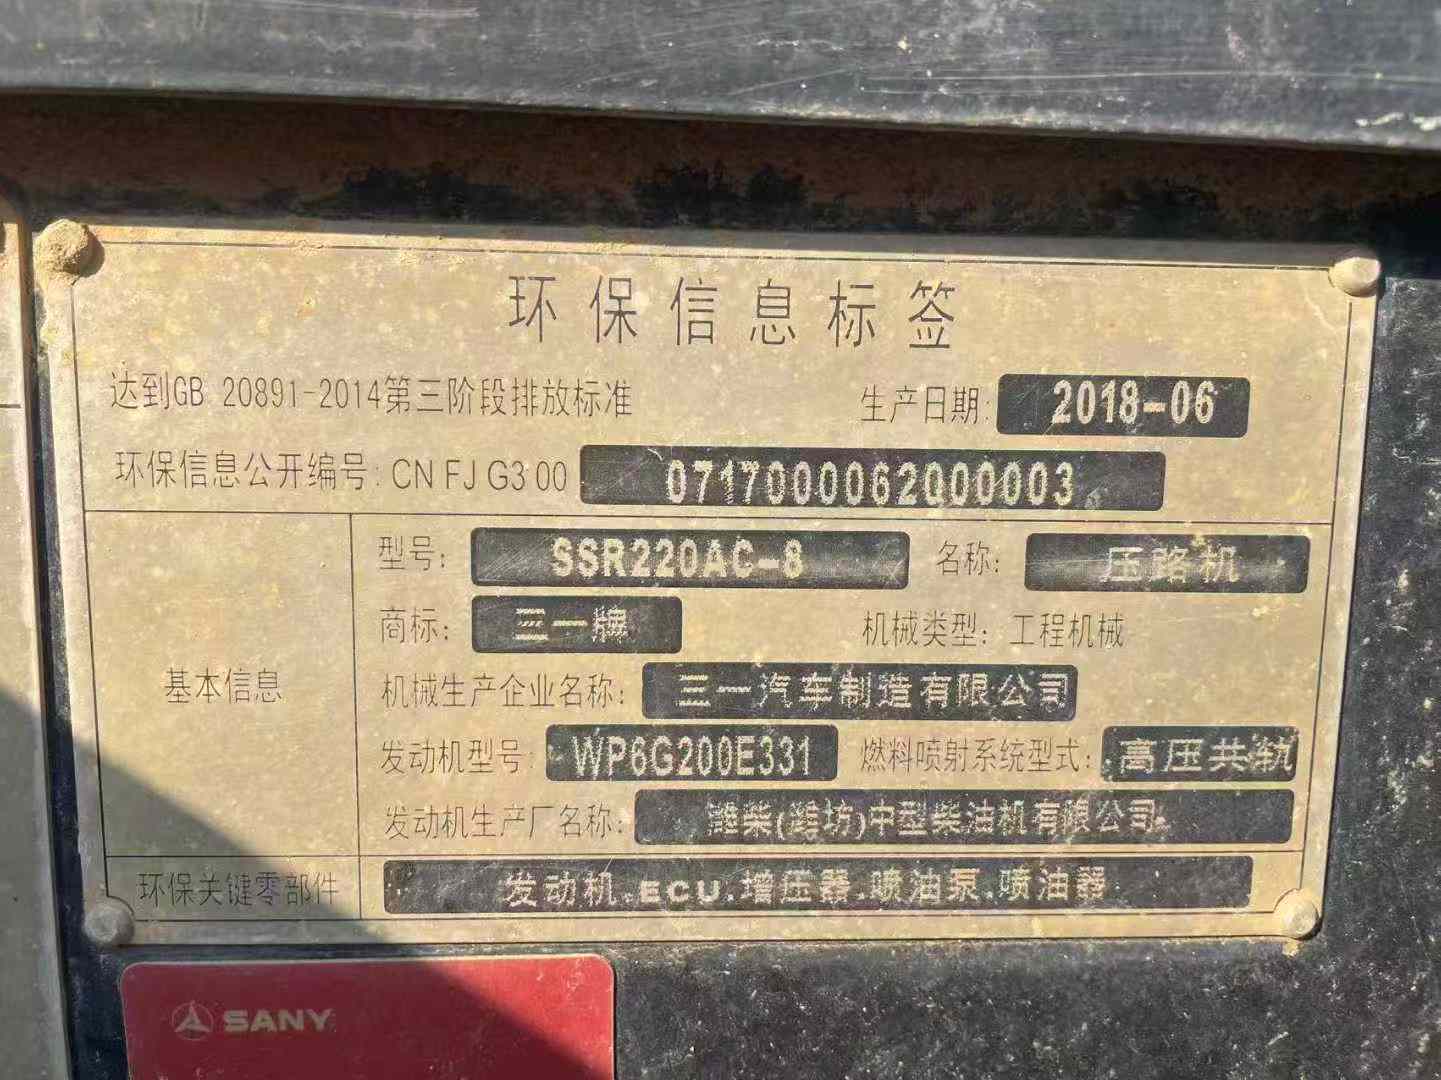 环保信息标签
达到GB 20891-2014第三阶段排放标准 生产日期: 2018-06
环保信息公开编号: CN FJ G3 00 0717000062000003
基本信息
型号: SSR220AC-8 名称: 压路机
商标: 三一牌 机械类型: 工程机械
机械生产企业名称: 三一汽车制造有限公司
发动机型号: WP6G200E331 燃料喷射系统型式: 高压共轨
发动机生产厂名称: 潍柴(潍坊)中型柴油机有限公司
环保关键零部件 发动机.ECU.增压器.喷油泵.喷油器
SANY